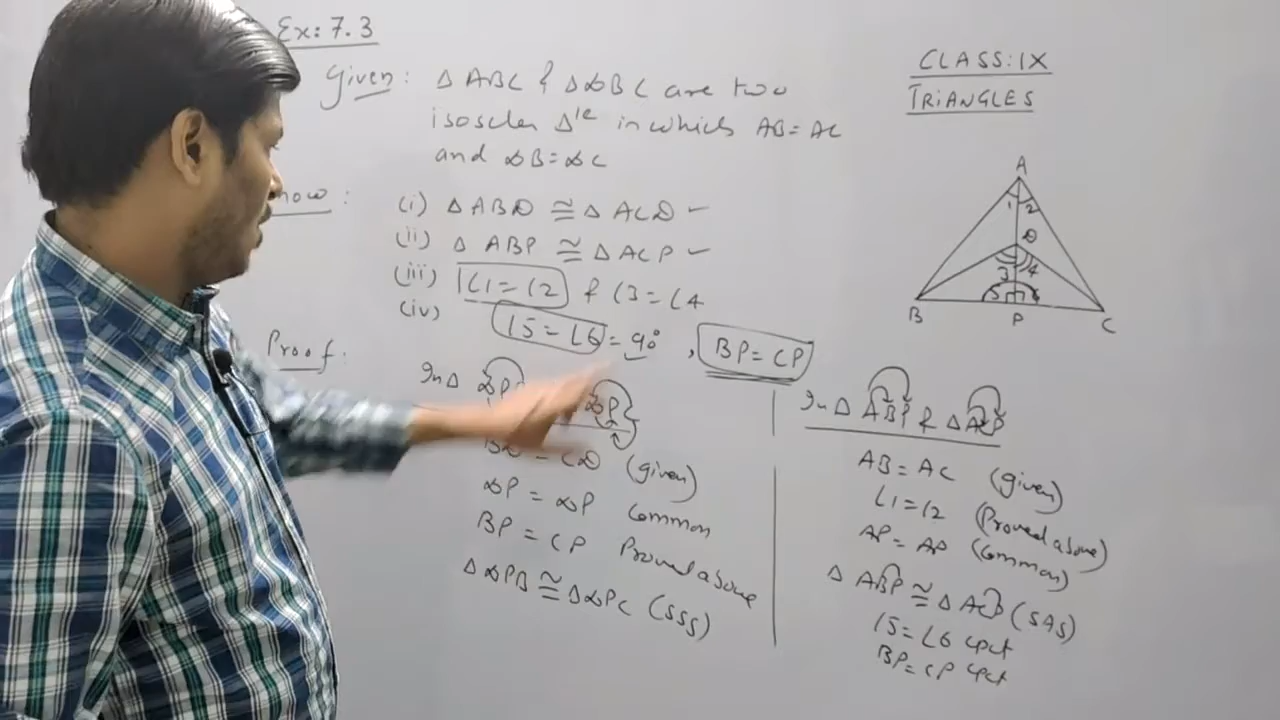 Ex: 7.3
Given: Δ ABC & Δ DBC are two
isosceles Δ'le in which AB = AC
and DB = DC
(i) Δ ABD ≅ Δ ACD ✓
(ii) Δ ABP ≅ Δ ACP ✓
(iii) ∠1 = ∠2 & ∠3 = ∠4
(iv) ∠5 = ∠6 = 90° , BP = CP
Proof:
In Δ DP
DP
BD = CD (given)
DP = DP Common
BP = CP Proved above
Δ DPB ≅ Δ DPC (SSS)
In Δ ABP & Δ ACP
AB = AC (given)
∠1 = ∠2 (Proved above)
AP = AP (Common)
Δ ABP ≅ Δ ACP (SAS)
∠5 = ∠6 cpct
BP = CP cpct
CLASS: IX
TRiANGLES
A
1 2
D
3 4
5 6
B P C